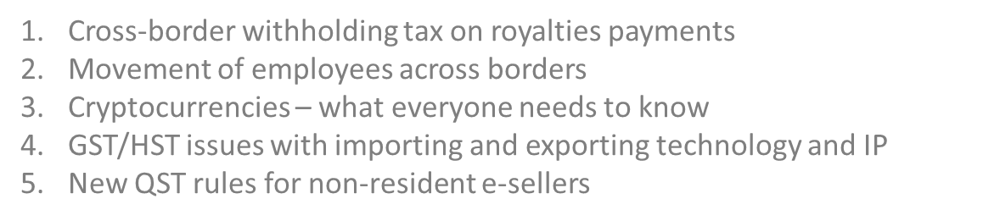 1. Cross-border withholding tax on royalties payments
2. Movement of employees across borders
3. Cryptocurrencies – what everyone needs to know
4. GST/HST issues with importing and exporting technology and IP
5. New QST rules for non-resident e-sellers